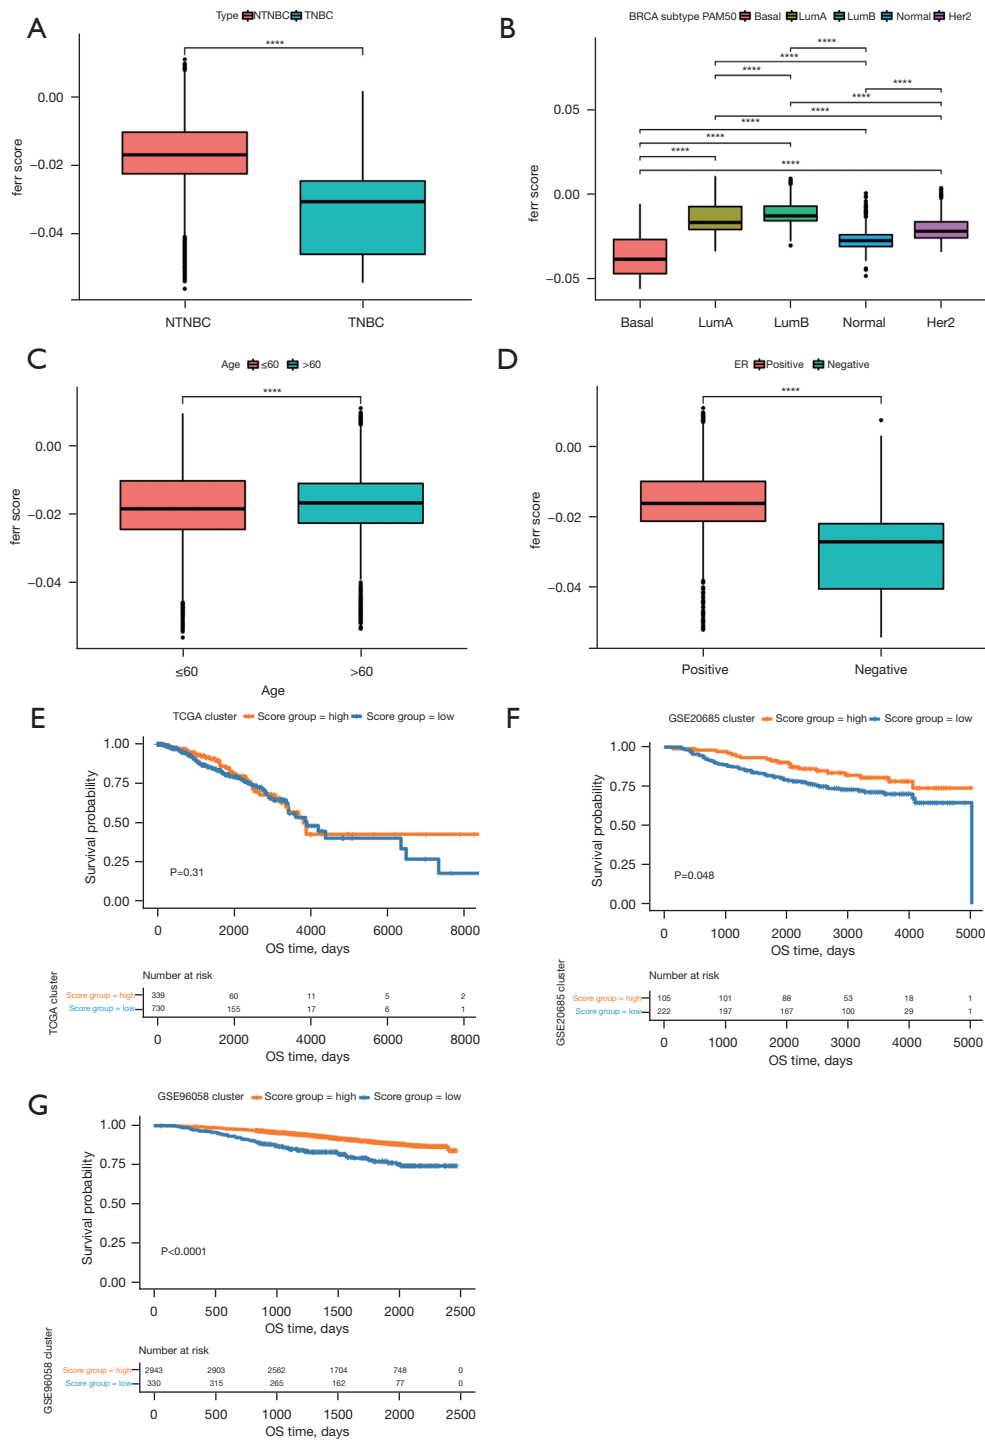 A
Type NTNBC TNBC
****
ferr score
0.00
−0.02
−0.04
NTNBC TNBC
B
BRCA subtype PAM50 Basal LumA LumB Normal Her2
****
****
****
****
****
****
****
****
****
****
ferr score
0.05
0.00
−0.05
Basal LumA LumB Normal Her2
C
Age ≤60 >60
****
ferr score
0.00
−0.02
−0.04
≤60 >60
Age
D
ER Positive Negative
****
ferr score
0.00
−0.02
−0.04
Positive Negative
E
TCGA cluster Score group = high Score group = low
Survival probability
1.00
0.75
0.50
0.25
0.00
P=0.31
0 2000 4000 6000 8000
OS time, days
Number at risk
TCGA cluster
Score group = high 339 60 11 5 2
Score group = low 730 155 17 6 1
0 2000 4000 6000 8000
OS time, days
F
GSE20685 cluster Score group = high Score group = low
Survival probability
1.00
0.75
0.50
0.25
0.00
P=0.048
0 1000 2000 3000 4000 5000
OS time, days
Number at risk
GSE20685 cluster
Score group = high 105 101 88 53 18 1
Score group = low 222 197 167 100 29 1
0 1000 2000 3000 4000 5000
OS time, days
G
GSE96058 cluster Score group = high Score group = low
Survival probability
1.00
0.75
0.50
0.25
0.00
P<0.0001
0 500 1000 1500 2000 2500
OS time, days
Number at risk
GSE96058 cluster
Score group = high 2943 2903 2562 1704 748 0
Score group = low 330 315 265 162 77 0
0 500 1000 1500 2000 2500
OS time, days